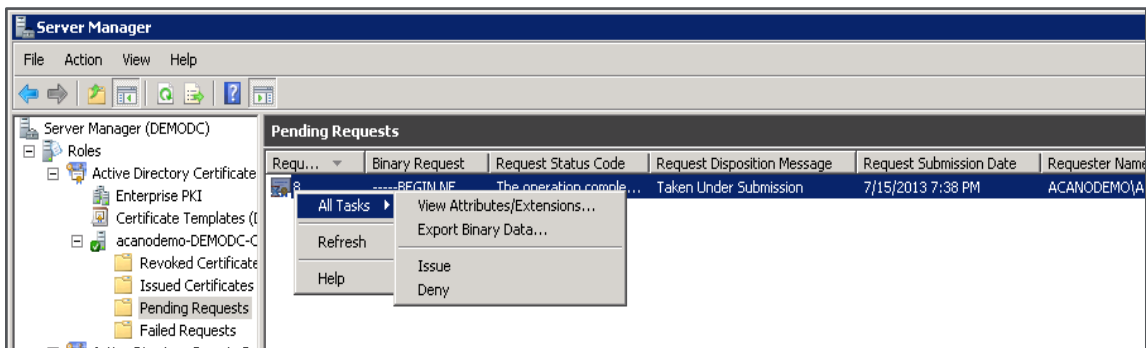 Server Manager
File Action View Help
Server Manager (DEMODC)
Roles
Active Directory Certificate
Enterprise PKI
Certificate Templates (
acanodemo-DEMODC-C
Revoked Certificate
Issued Certificates
Pending Requests
Failed Requests
Pending Requests
Requ... Binary Request Request Status Code Request Disposition Message Request Submission Date Requester Name
8 -----BEGIN NE... The operation comple... Taken Under Submission 7/15/2013 7:38 PM ACANODEMO\A
All Tasks
Refresh
Help
View Attributes/Extensions...
Export Binary Data...
Issue
Deny